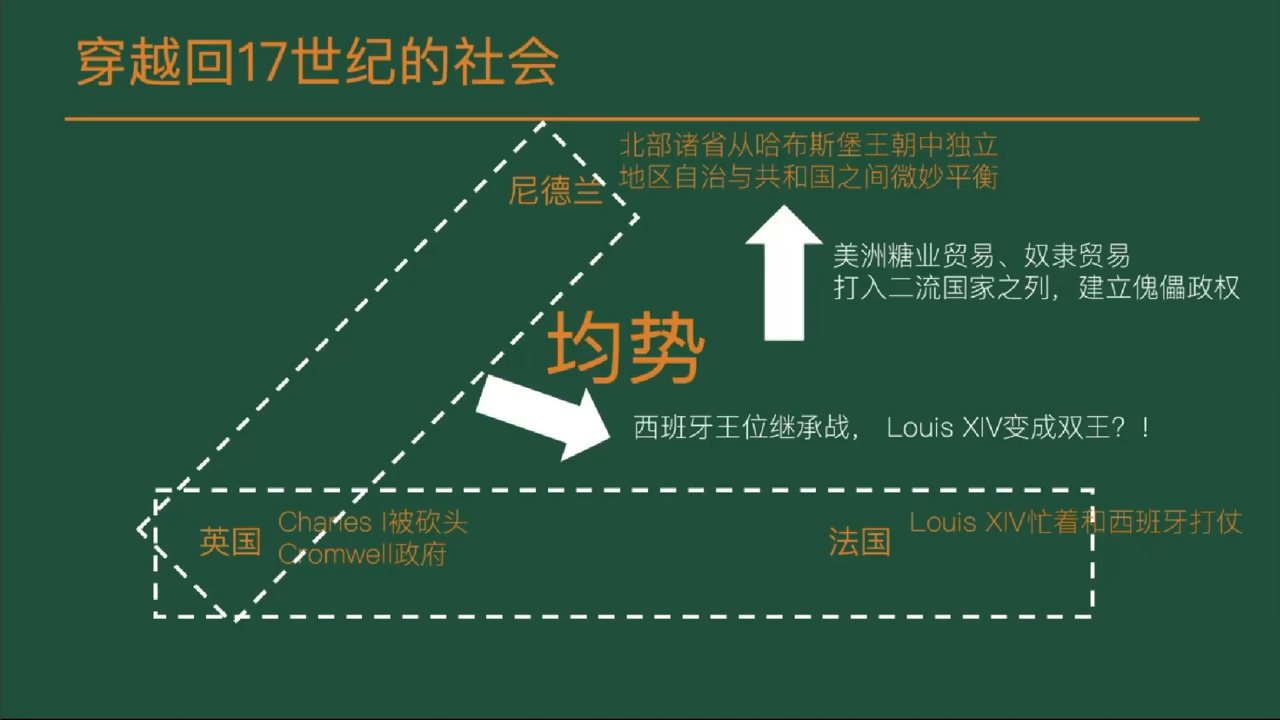 穿越回17世纪的社会
北部诸省从哈布斯堡王朝中独立
地区自治与共和国之间微妙平衡
尼德兰
美洲糖业贸易、奴隶贸易
打入二流国家之列，建立傀儡政权
均势
西班牙王位继承战， Louis XIV变成双王？！
英国
Charles I被砍头
Cromwell政府
法国
Louis XIV忙着和西班牙打仗